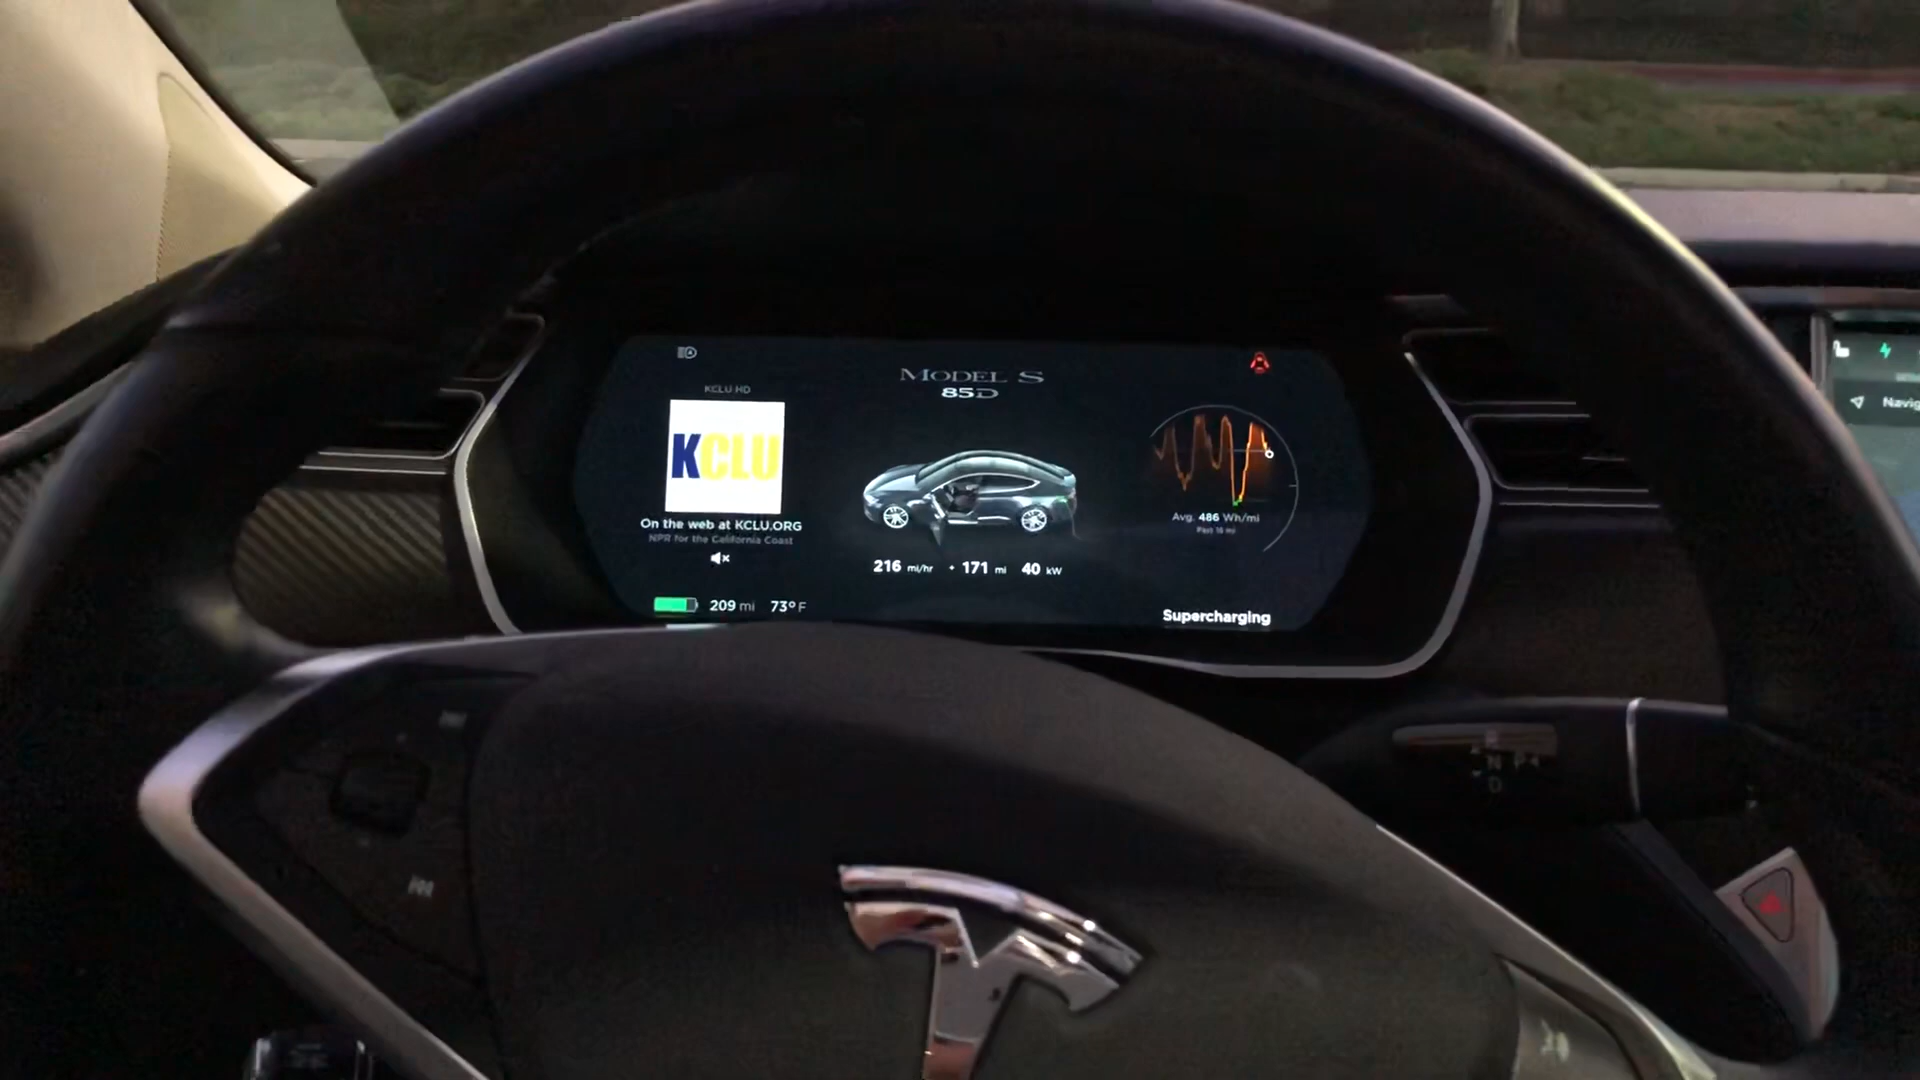 KCLU HD
KCLU
On the web at KCLU.ORG
NPR for the California Coast
209 mi 73° F
MODEL S
85D
216 mi/hr + 171 mi 40 kW
Avg. 486 Wh/mi
Supercharging
Navig